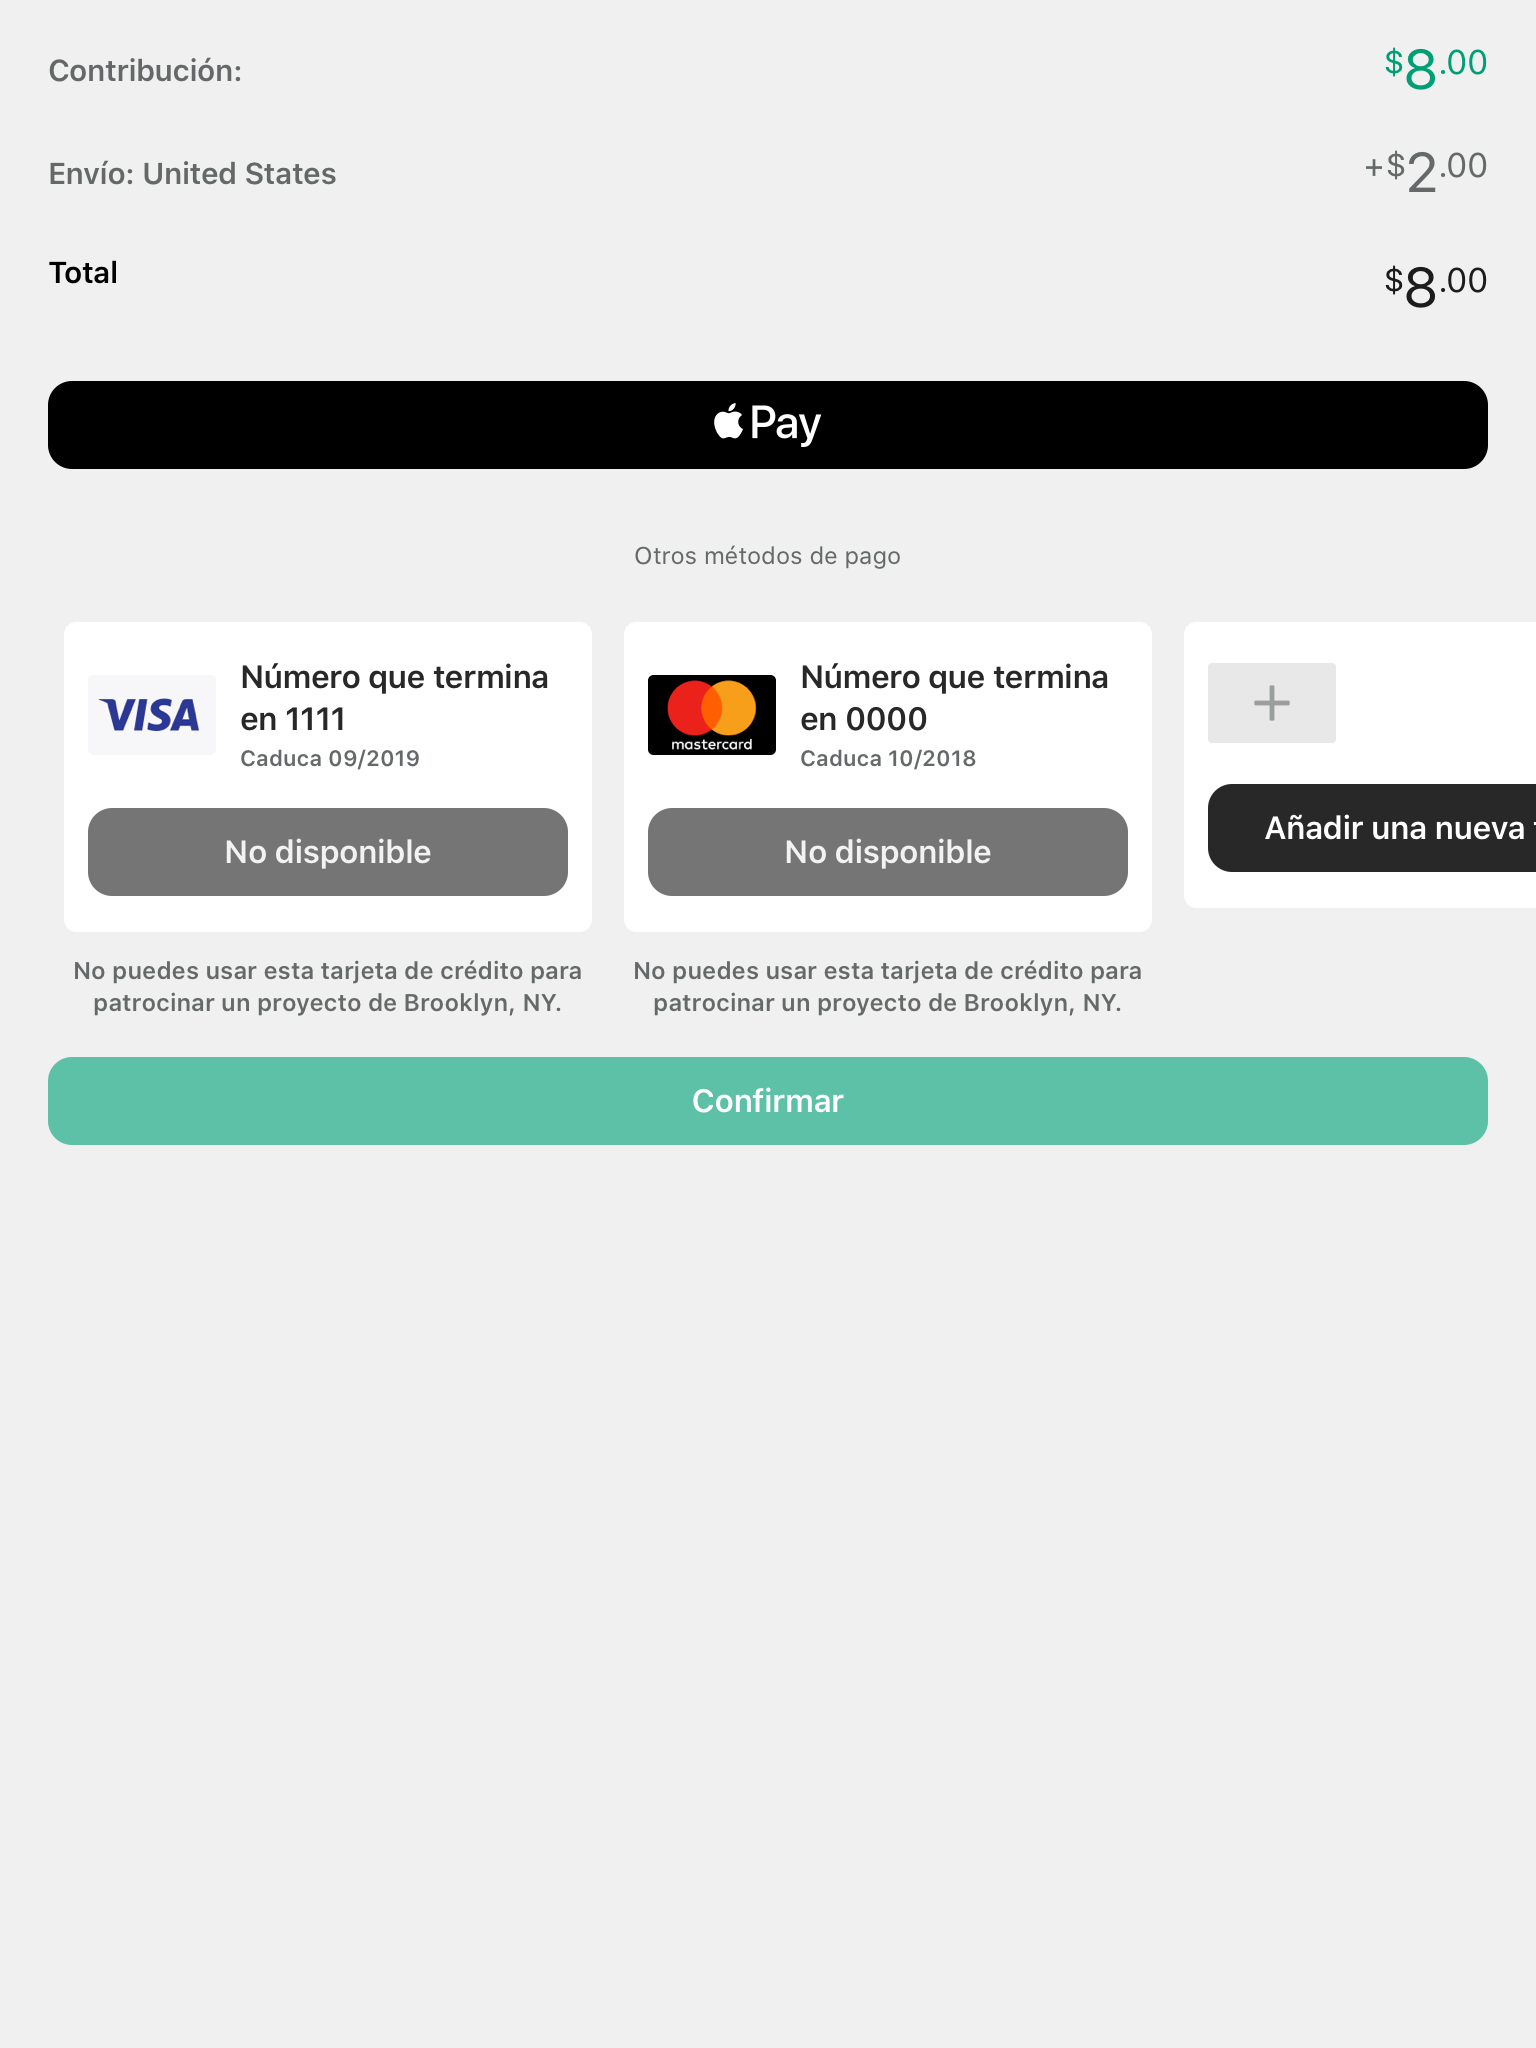 Contribución: $8.00
Envío: United States +$2.00
Total $8.00
Pay
Otros métodos de pago
VISA
Número que termina
en 1111
Caduca 09/2019
No disponible
No puedes usar esta tarjeta de crédito para
patrocinar un proyecto de Brooklyn, NY.
mastercard
Número que termina
en 0000
Caduca 10/2018
No disponible
No puedes usar esta tarjeta de crédito para
patrocinar un proyecto de Brooklyn, NY.
Añadir una nueva
Confirmar